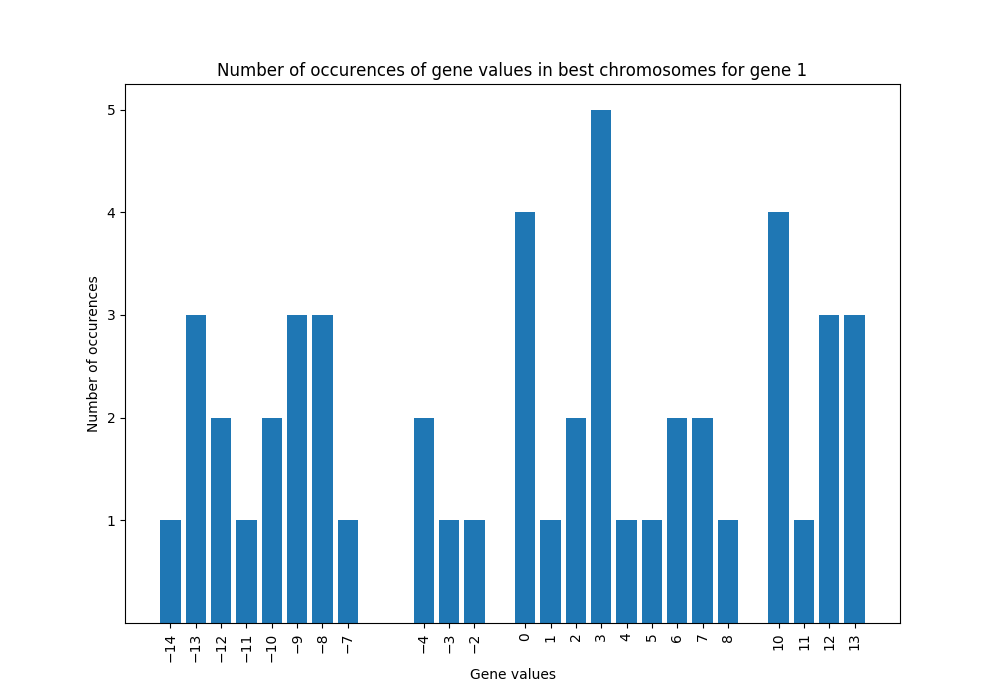 Number of occurences of gene values in best chromosomes for gene 1
Number of occurences
5
4
3
2
1
−14 −13 −12 −11 −10 −9 −8 −7 −4 −3 −2 0 1 2 3 4 5 6 7 8 10 11 12 13
Gene values